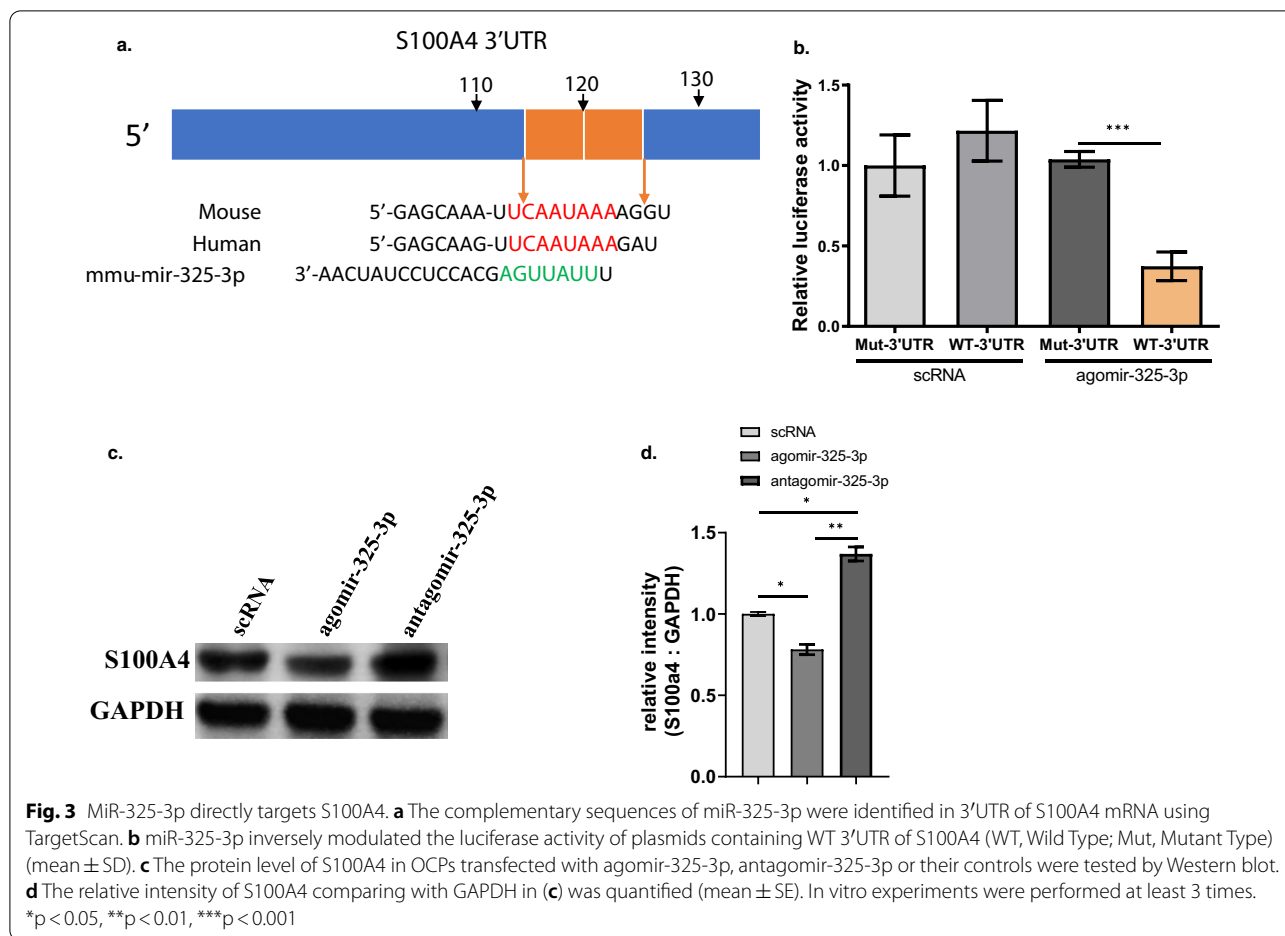 a.
S100A4 3'UTR
110
120
130
5'
Mouse 5'-GAGCAAA-UUCAAUAAAAGGU
Human 5'-GAGCAAG-UUCAAUAAAGAU
mmu-mir-325-3p 3'-AACUAUCCUCCACGAGUUAUUU
b.
Relative luciferase activity
1.5
1.0
0.5
0.0
***
Mut-3'UTR WT-3'UTR Mut-3'UTR WT-3'UTR
scRNA agomir-325-3p
c.
scRNA
agomir-325-3p
antagomir-325-3p
S100A4
GAPDH
d.
scRNA
agomir-325-3p
antagomir-325-3p
relative intensity
(S100a4 : GAPDH)
1.5
1.0
0.5
0.0
*
**
*
Fig. 3 MiR-325-3p directly targets S100A4. a The complementary sequences of miR-325-3p were identified in 3′UTR of S100A4 mRNA using
TargetScan. b miR-325-3p inversely modulated the luciferase activity of plasmids containing WT 3′UTR of S100A4 (WT, Wild Type; Mut, Mutant Type)
(mean ± SD). c The protein level of S100A4 in OCPs transfected with agomir-325-3p, antagomir-325-3p or their controls were tested by Western blot.
d The relative intensity of S100A4 comparing with GAPDH in (c) was quantified (mean ± SE). In vitro experiments were performed at least 3 times.
*p < 0.05, **p < 0.01, ***p < 0.001